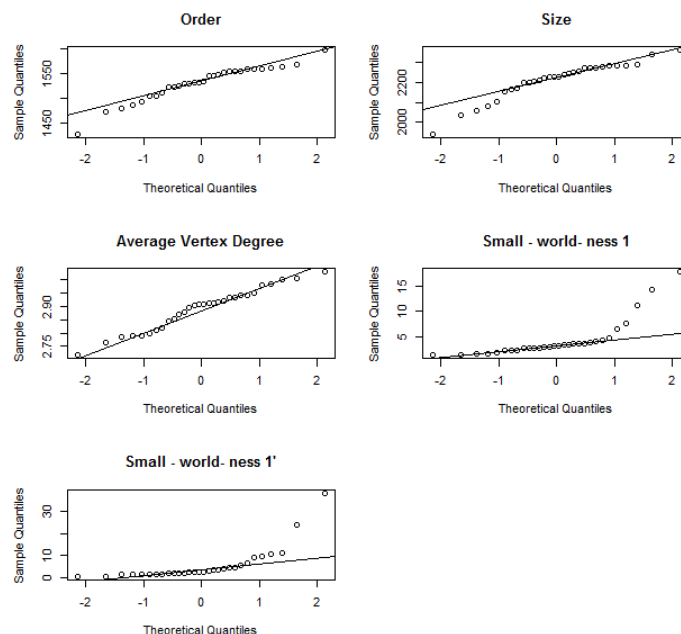 Order
Sample Quantiles
1450
1550
-2 -1 0 1 2
Theoretical Quantiles
Size
Sample Quantiles
2000
2200
-2 -1 0 1 2
Theoretical Quantiles
Average Vertex Degree
Sample Quantiles
2.75
2.90
-2 -1 0 1 2
Theoretical Quantiles
Small - world- ness 1
Sample Quantiles
5
15
-2 -1 0 1 2
Theoretical Quantiles
Small - world- ness 1'
Sample Quantiles
0
10
30
-2 -1 0 1 2
Theoretical Quantiles